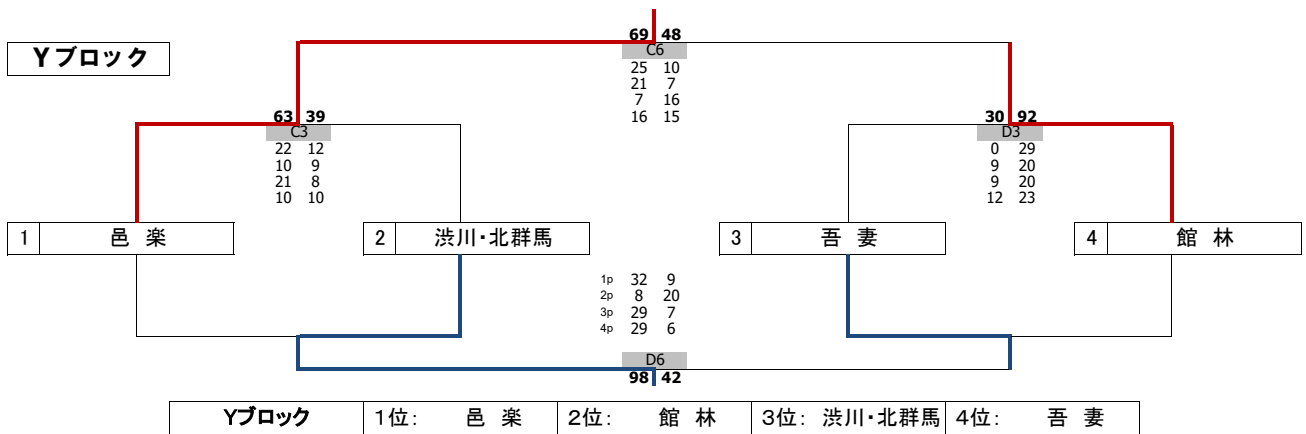 69 48
Yブロック
C6
25 10
21 7
7 16
16 15
63 39
C3
22 12
10 9
21 8
10 10
30 92
D3
0 29
9 20
9 20
12 23
1 邑 楽
2 渋川・北群馬
3 吾 妻
4 館 林
1p 32 9
2p 8 20
3p 29 7
4p 29 6
D6
98 42
Yブロック 1位: 邑 楽 2位: 館 林 3位: 渋川・北群馬 4位: 吾 妻